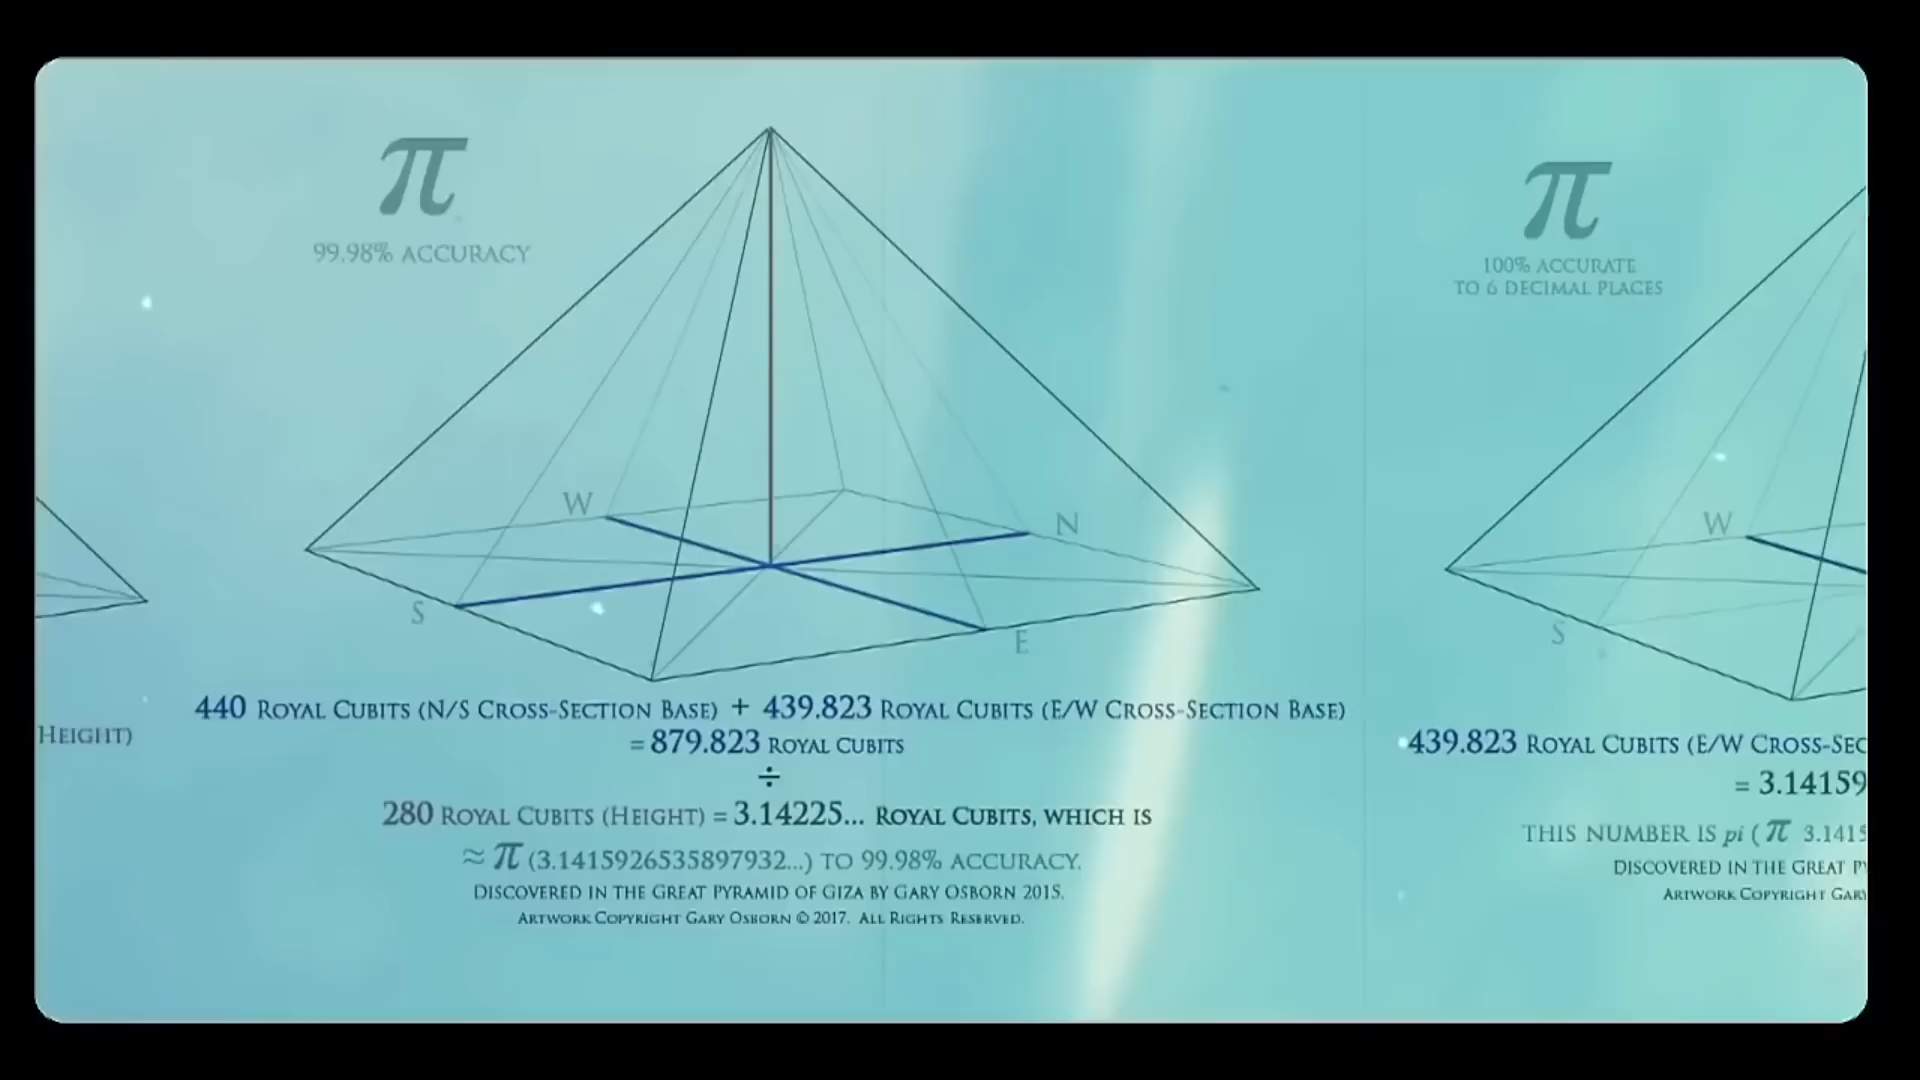 π
99.98% ACCURACY
W
N
S
E
440 ROYAL CUBITS (N/S CROSS-SECTION BASE) + 439.823 ROYAL CUBITS (E/W CROSS-SECTION BASE)
= 879.823 ROYAL CUBITS
÷
280 ROYAL CUBITS (HEIGHT) = 3.14225... ROYAL CUBITS, WHICH IS
≈ π (3.1415926535897932...) TO 99.98% ACCURACY.
DISCOVERED IN THE GREAT PYRAMID OF GIZA BY GARY OSBORN 2015.
ARTWORK COPYRIGHT GARY OSBORN © 2017. ALL RIGHTS RESERVED.
HEIGHT)
π
100% ACCURATE
TO 6 DECIMAL PLACES
W
S
439.823 ROYAL CUBITS (E/W CROSS-SEC
= 3.14159
THIS NUMBER IS pi ( π 3.1415
DISCOVERED IN THE GREAT PY
ARTWORK COPYRIGHT GARY